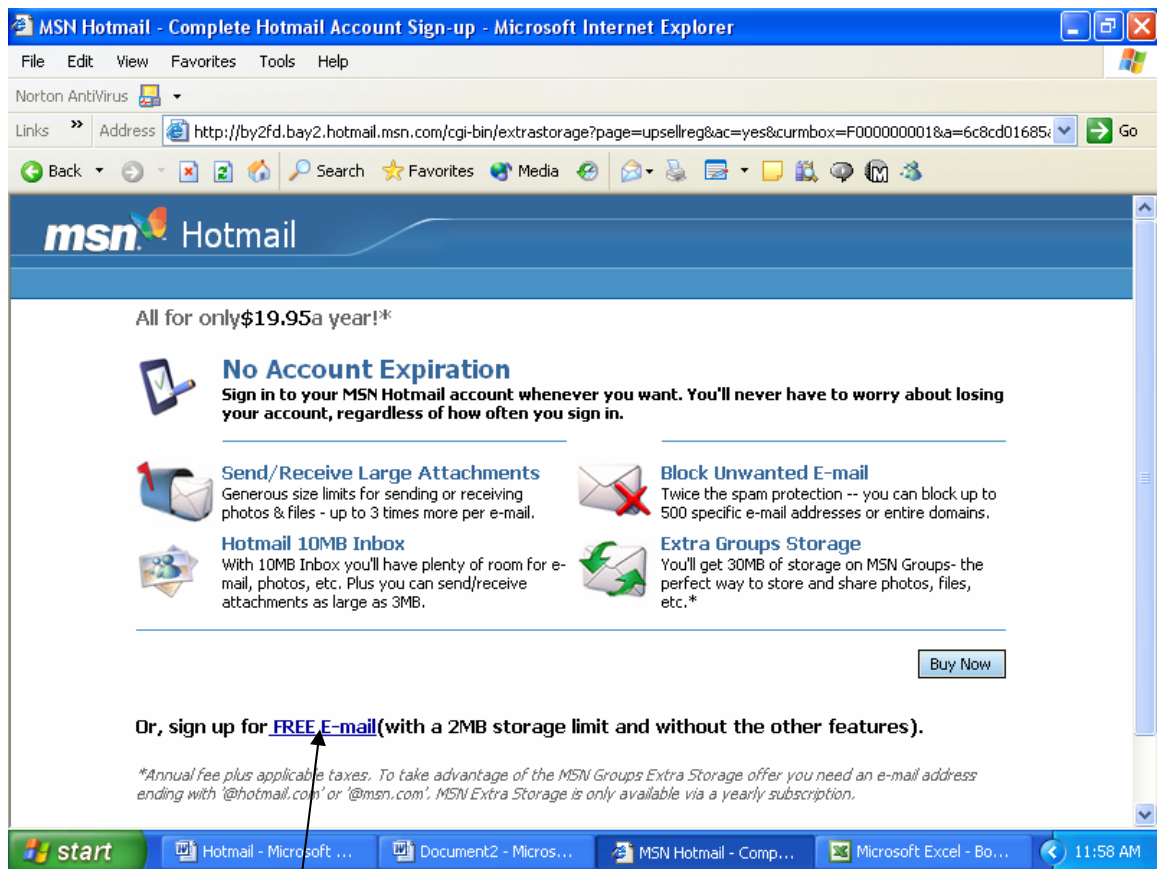 MSN Hotmail - Complete Hotmail Account Sign-up - Microsoft Internet Explorer
File Edit View Favorites Tools Help
Norton AntiVirus
Links » Address http://by2fd.bay2.hotmail.msn.com/cgi-bin/extrastorage?page=upsellreg&ac=yes&curmbox=F000000001&a=6c8cd01685 Go
Back Search Favorites Media
msn Hotmail
All for only$19.95a year!*
No Account Expiration
Sign in to your MSN Hotmail account whenever you want. You'll never have to worry about losing
your account, regardless of how often you sign in.
Send/Receive Large Attachments
Generous size limits for sending or receiving
photos & files - up to 3 times more per e-mail.
Block Unwanted E-mail
Twice the spam protection -- you can block up to
500 specific e-mail addresses or entire domains.
Hotmail 10MB Inbox
With 10MB Inbox you'll have plenty of room for e-
mail, photos, etc. Plus you can send/receive
attachments as large as 3MB.
Extra Groups Storage
You'll get 30MB of storage on MSN Groups- the
perfect way to store and share photos, files,
etc.*
Buy Now
Or, sign up for FREE E-mail(with a 2MB storage limit and without the other features).
*Annual fee plus applicable taxes. To take advantage of the MSN Groups Extra Storage offer you need an e-mail address
ending with '@hotmail.com' or '@msn.com'. MSN Extra Storage is only available via a yearly subscription.
start Hotmail - Microsoft ... Document2 - Micros... MSN Hotmail - Comp... Microsoft Excel - Bo... 11:58 AM